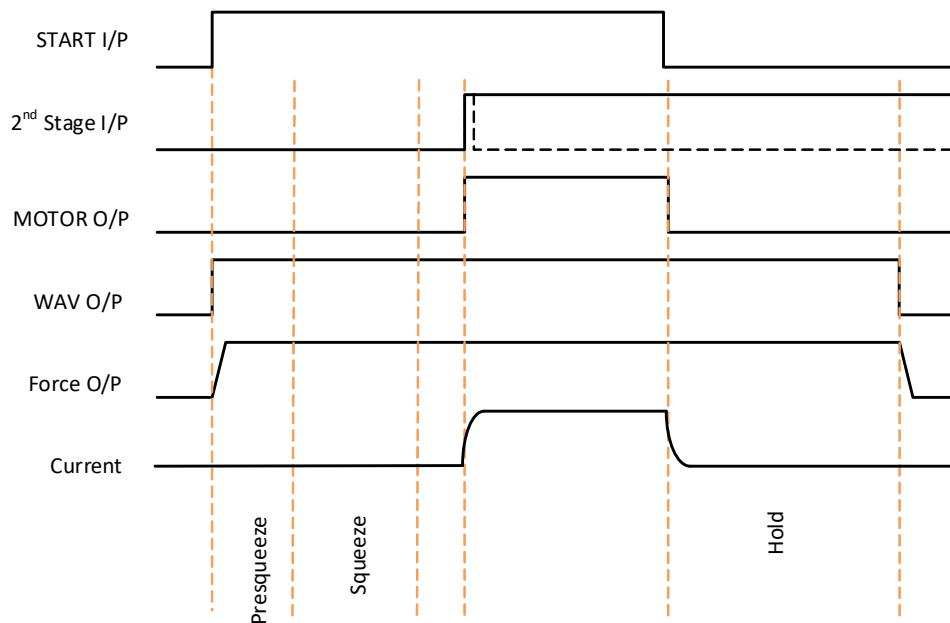 START I/P
2nd Stage I/P
MOTOR O/P
WAV O/P
Force O/P
Current
Presqueeze
Squeeze
Hold